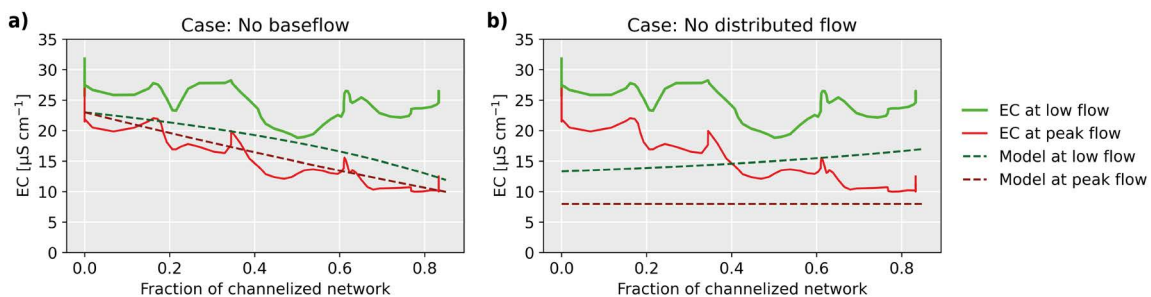 a)
Case: No baseflow
EC [µS cm⁻¹]
35
30
25
20
15
10
5
0
0.0 0.2 0.4 0.6 0.8
Fraction of channelized network
b)
Case: No distributed flow
EC [µS cm⁻¹]
35
30
25
20
15
10
5
0
0.0 0.2 0.4 0.6 0.8
Fraction of channelized network
EC at low flow
EC at peak flow
Model at low flow
Model at peak flow